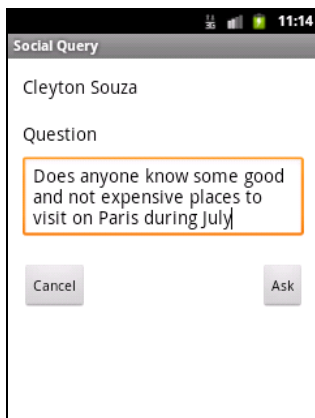 11:14
Social Query
Cleyton Souza
Question
Does anyone know some good
and not expensive places to
visit on Paris during July
Cancel Ask